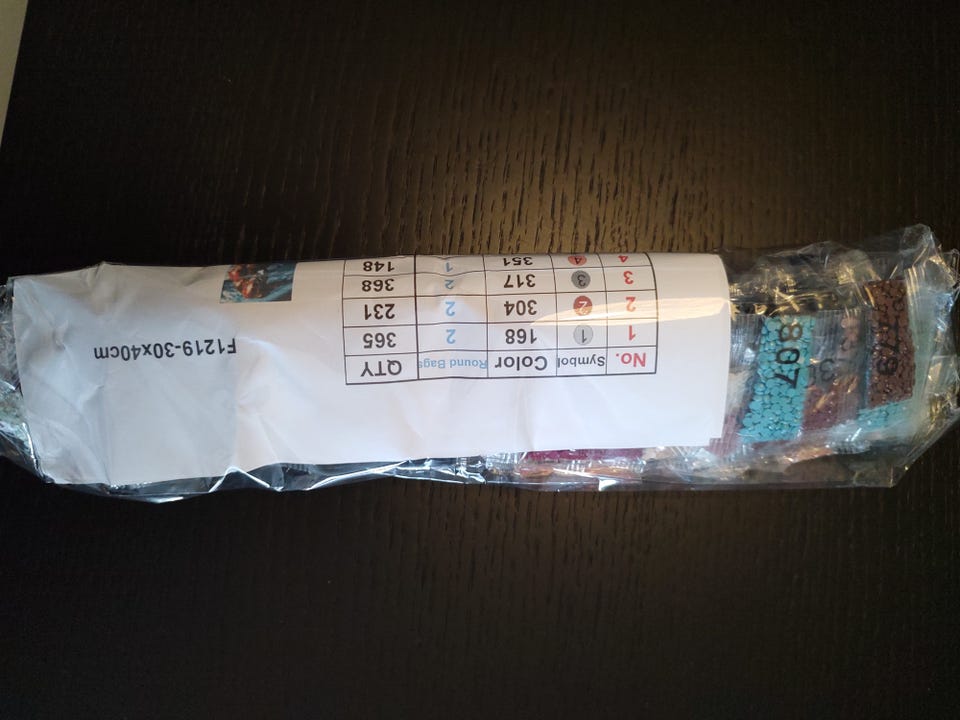 F1219-30x40cm
No. Symbol Color Round Bags QTY
1 1 168 2 365
2 2 304 2 231
3 3 317 2 368
4 4 351 1 148
3807